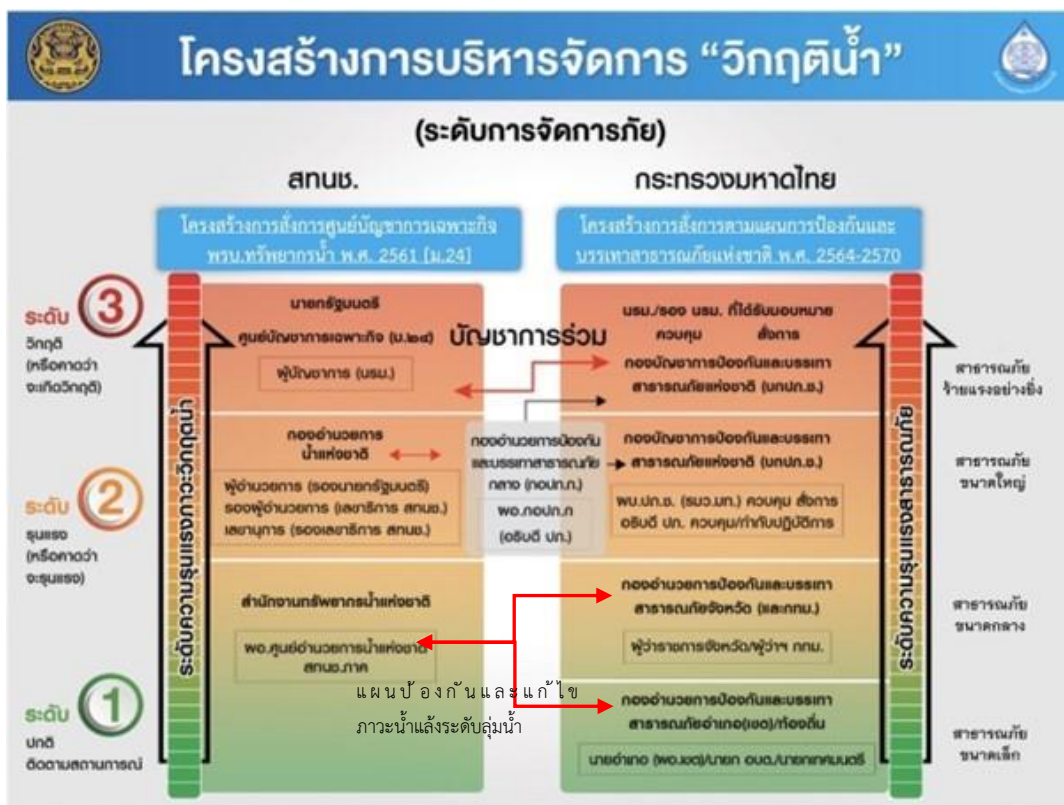 โครงสร้างการบริหารจัดการ “วิกฤติน้ำ”
(ระดับการจัดการภัย)
สทนช.
กระทรวงมหาดไทย
โครงสร้างการสั่งการศูนย์บัญชาการเฉพาะกิจ
พรบ.ทรัพยากรน้ำ พ.ศ. 2561 [ม.24]
โครงสร้างการสั่งการตามแผนการป้องกันและ
บรรเทาสาธารณภัยแห่งชาติ พ.ศ. 2564-2570
ระดับ 3
วิกฤติ
(หรือคาดว่า
จะเกิดวิกฤติ)
ระดับ 2
รุนแรง
(หรือคาดว่า
จะรุนแรง)
ระดับ 1
ปกติ
ติดตามสถานการณ์
ระดับความรุนแรงภาวะวิกฤติน้ำ
นายกรัฐมนตรี
ศูนย์บัญชาการเฉพาะกิจ (ม.๒๔)
ผู้บัญชาการ (นรม.)
บัญชาการร่วม
นรม./รอง นรม. ที่ได้รับมอบหมาย
ควบคุม สั่งการ
กองบัญชาการป้องกันและบรรเทา
สาธารณภัยแห่งชาติ (บกปภ.ช.)
กองอำนวยการ
น้ำแห่งชาติ
ผู้อำนวยการ (รองนายกรัฐมนตรี)
รองผู้อำนวยการ (เลขาธิการ สทนช.)
เลขานุการ (รองเลขาธิการ สทนช.)
กองอำนวยการป้องกัน
และบรรเทาสาธารณภัย
กลาง (กอปภ.ก.)
ผอ.กอปภ.ก
(อธิบดี ปภ.)
กองบัญชาการป้องกันและบรรเทา
สาธารณภัยแห่งชาติ (บกปภ.ช.)
ผบ.ปภ.ช. (รมว.มท.) ควบคุม สั่งการ
อธิบดี ปภ. ควบคุม/กำกับปฏิบัติการ
สำนักงานทรัพยากรน้ำแห่งชาติ
ผอ.ศูนย์อำนวยการน้ำแห่งชาติ
สทนช.ภาค
แผนป้องกันและแก้ไข
ภาวะน้ำแล้งระดับลุ่มน้ำ
กองอำนวยการป้องกันและบรรเทา
สาธารณภัยจังหวัด (และกทม.)
ผู้ว่าราชการจังหวัด/ผู้ว่าฯ กทม.
กองอำนวยการป้องกันและบรรเทา
สาธารณภัยอำเภอ(เขต)/ท้องถิ่น
นายอำเภอ (ผอ.เขต)/นายก อบต./นายกเทศมนตรี
ระดับความรุนแรงสาธารณภัย
สาธารณภัย
ร้ายแรงอย่างยิ่ง
สาธารณภัย
ขนาดใหญ่
สาธารณภัย
ขนาดกลาง
สาธารณภัย
ขนาดเล็ก